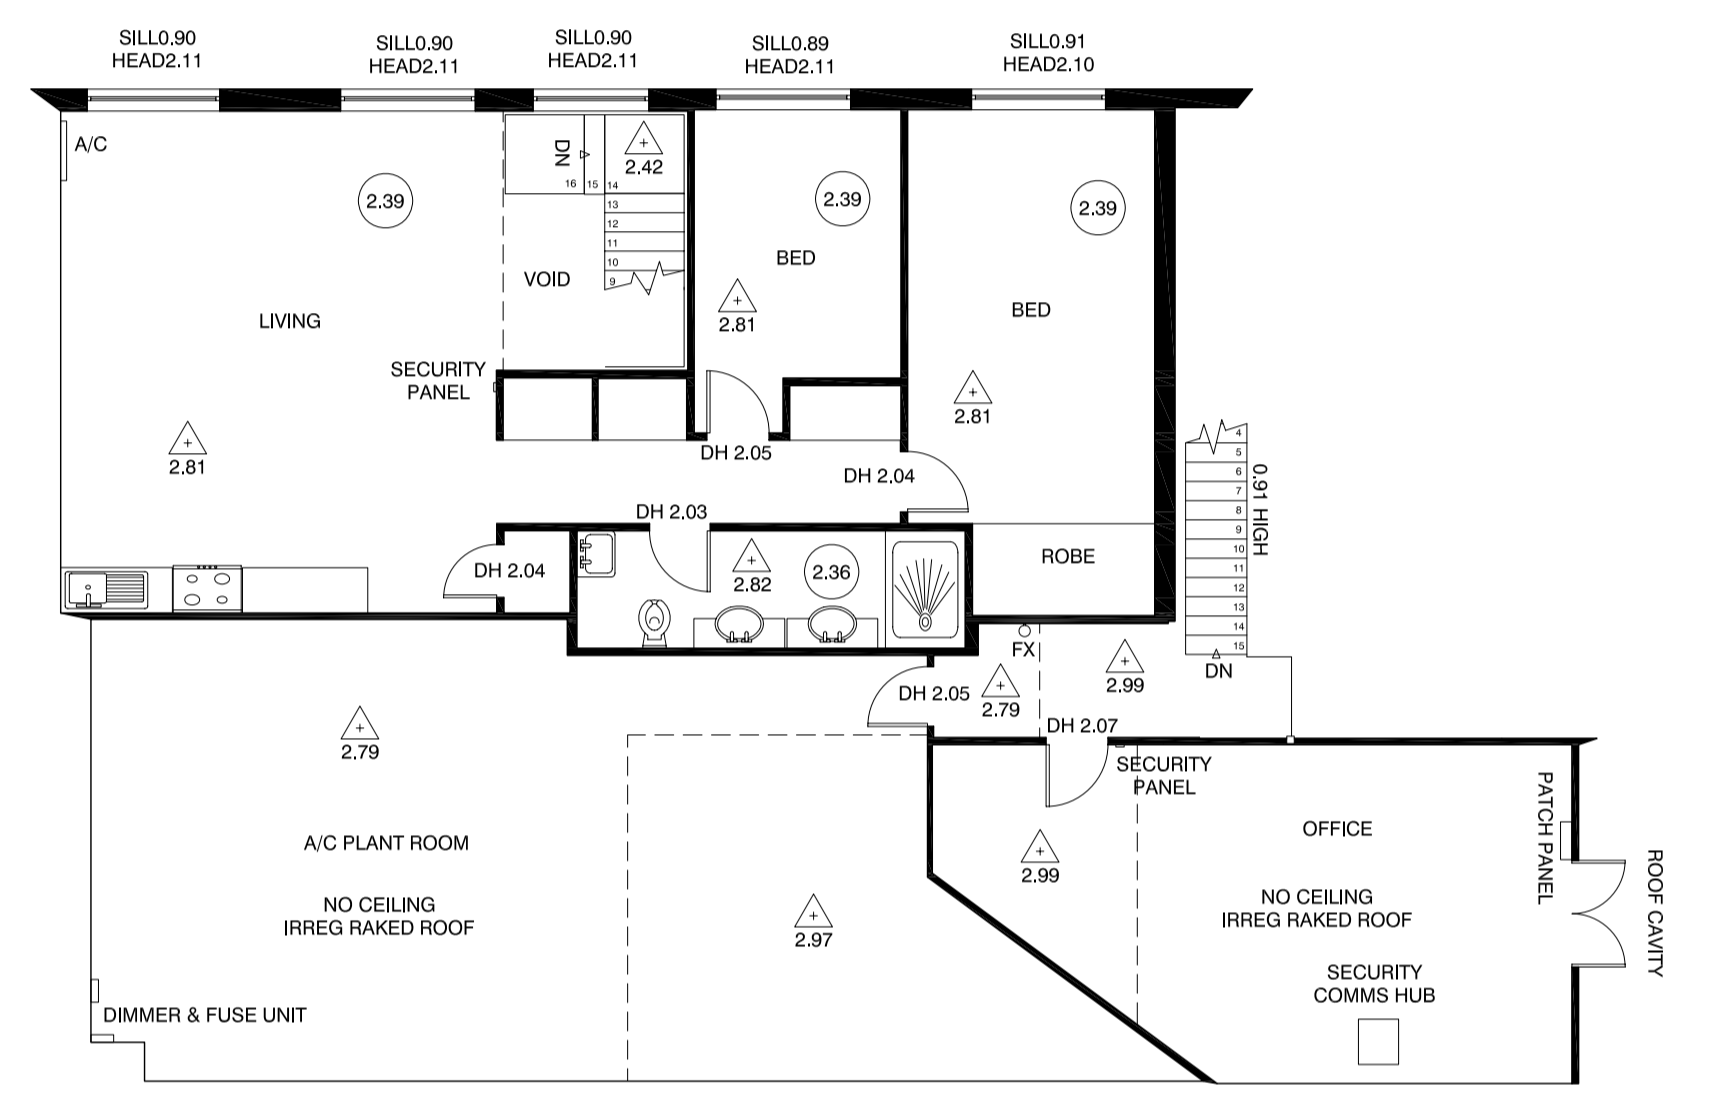 SILL0.90
HEAD2.11
SILL0.90
HEAD2.11
SILL0.90
HEAD2.11
SILL0.89
HEAD2.11
SILL0.91
HEAD2.10
A/C
DN
16
15
14
13
12
11
10
9
2.42
2.39
2.39
2.39
VOID
BED
LIVING
BED
2.81
SECURITY
PANEL
2.81
2.81
DH 2.05
DH 2.04
DH 2.03
DH 2.04
2.82
2.36
ROBE
4
5
6
7
8
9
10
11
12
13
14
15
0.91 HIGH
DN
FX
2.99
DH 2.05
2.79
DH 2.07
2.79
SECURITY
PANEL
PATCH PANEL
OFFICE
A/C PLANT ROOM
2.99
ROOF CAVITY
NO CEILING
IRREG RAKED ROOF
NO CEILING
IRREG RAKED ROOF
2.97
SECURITY
COMMS HUB
DIMMER & FUSE UNIT